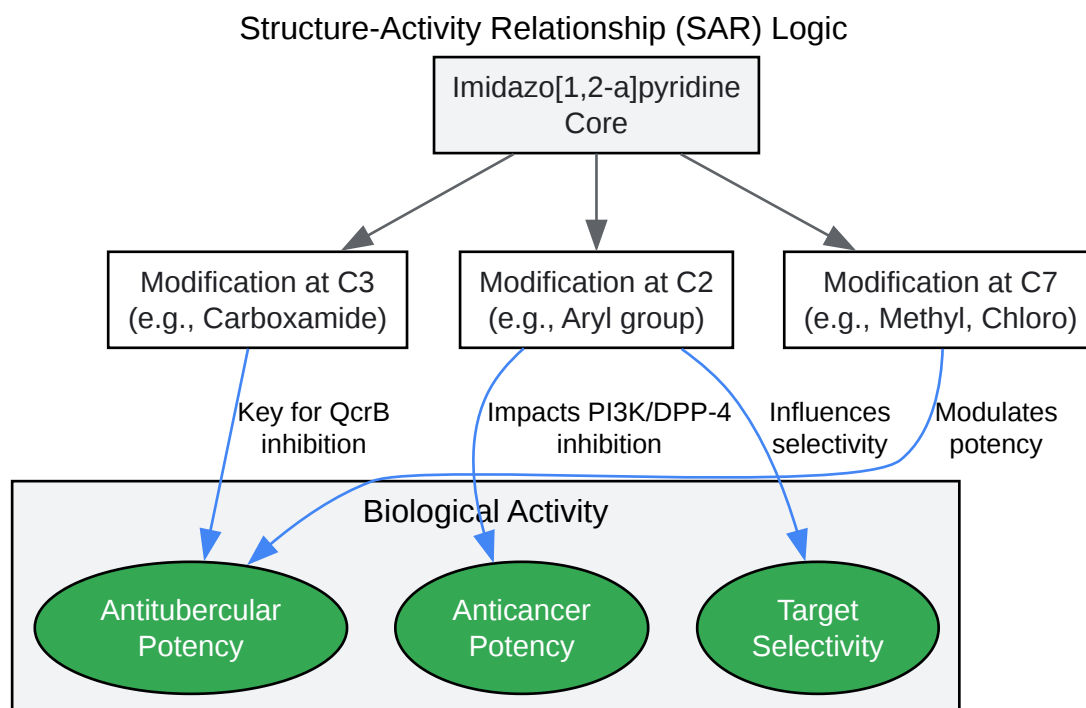 Structure-Activity Relationship (SAR) Logic
Imidazo[1,2-a]pyridine
Core
Modification at C3
(e.g., Carboxamide)
Modification at C2
(e.g., Aryl group)
Modification at C7
(e.g., Methyl, Chloro)
Key for QcrB
inhibition
Impacts PI3K/DPP-4
inhibition
Influences
selectivity
Modulates
potency
Biological Activity
Antitubercular
Potency
Anticancer
Potency
Target
Selectivity